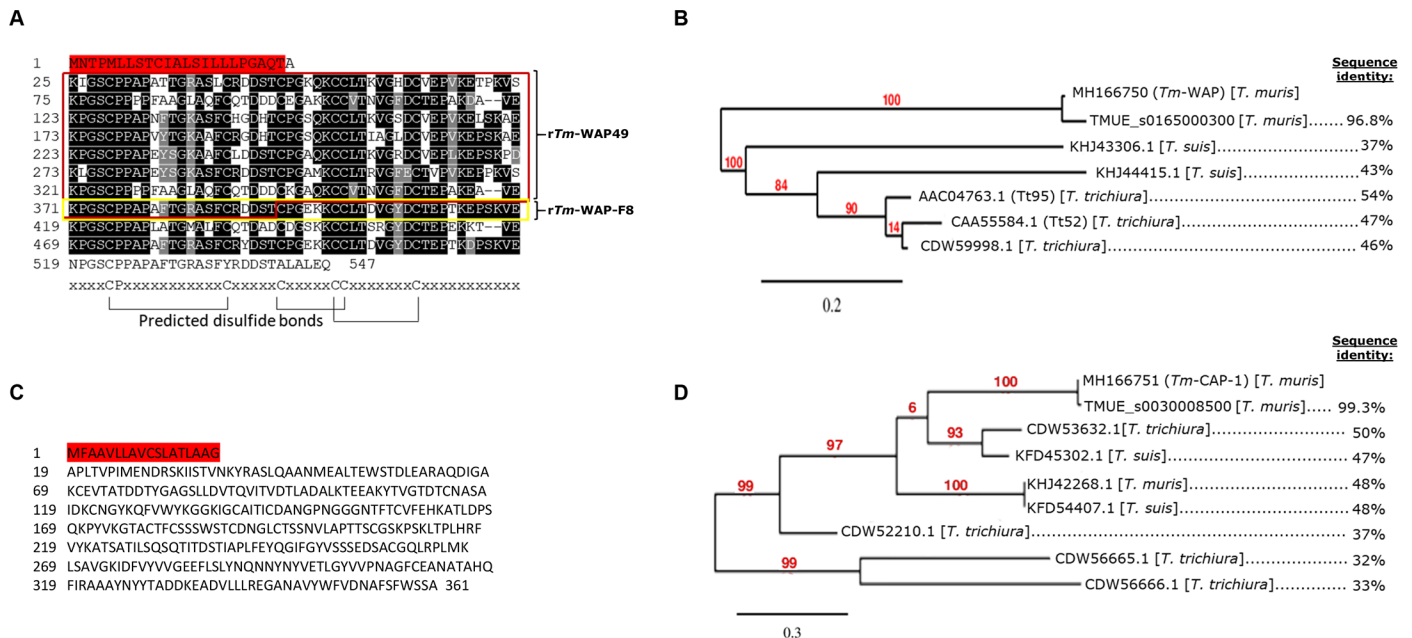 A
1 MNTPMLLSTCIALSILLLLPGAQTA
25 KIGSCPPAPATTGRASLCRDDSTCPGKQKCCLTKVGHDCVEPVKETPKVS
75 KPGSCPPPPFAAGLAQFCQTDDDCEGAKKCCVTNVGFDCTEPAKDA--VE
123 KPGSCPPAPNFTGRASFCHGDHTCPGSQKCCLTKVGYDCVEPVKELSKAE
173 KPGSCPPAPVYTGKAAFCRGDHTCPGSQKCCLTIAGLDCVEPVKEPSKAE
223 KPGSCPPAPEYSGKAAFCLDDSTCPGAQKCCLTKVGRDCVEPLKEPSKPD
273 KLGSCPPAPEYSGKASFCRDDSTCPGNQKCCLTSVGFECTVPVKEPSKAD
321 KPGSCPPPPFAAGLAQFCQTDDDCKGAQKCCVTNVGFDCTEPAKEA--VE
371 KPGSCPPAPAFTGRASFCRDDSTCPGEKKCCLTDVGYDCTEPTKEPSKVE
419 KPGSCPPAPLATGMALFCQTDADCDGSKKCCLTSRGYDCTEPEKKT--VE
469 KPGSCPPAPAFTGRASFCRDYSTCPGEKKCCLTDVGYDCTEPTKDPSKVE
519 NPGSCPPAPAFTGRASFYRDDSTALALEQ 547
xxxxCPxxxxxxxxxxCxxxxxCxxxxxCCxxxxxxxCxxxxxxxxxxxx
Predicted disulfide bonds
rTm-WAP49
rTm-WAP-F8
B
Sequence identity:
MH166750 (Tm-WAP) [T. muris]
TMUE_s0165000300 [T. muris]....... 96.8%
KHJ43306.1 [T. suis]............................ 37%
KHJ44415.1 [T. suis]......................... 43%
AAC04763.1 (Tt95) [T. trichiura]............................. 54%
CAA55584.1 (Tt52) [T. trichiura]........................... 47%
CDW59998.1 [T. trichiura]......................................... 46%
100
100
84
90
14
0.2
C
1 MFAAVLLAVCSLATLAAG
19 APLTVPIMENDRSKIISTVNKYRASLQAANMEALTEWSTDLEARAQDIGA
69 KCEVTATDDTYGAGSLLDVTQVITVDTLADALKTEEAKYTVGTDTCNASA
119 IDKCNGYKQFVWYKGGKIGCAITICDANGPNGGGNTFFTCVFEHKATLDPS
169 QKPYVKGTACTFCSSSWSTCDNGLCTSSNVLAPTTSCGSKPSKLTPLHRF
219 VYKATSATILSQSQTITDSTIAPLFEYQGIFGYVSSSEDSACGQLRPLMK
269 LSAVGKIDFVYVVGEEFLSLYNQNNYNYVETLGYVVPNAGFCEANATAHQ
319 FIRAAAYNYYTADDKEADVLLLREGANAVYWFVDNAFSFWSSA 361
D
Sequence identity:
MH166751 (Tm-CAP-1) [T. muris]
TMUE_s0030008500 [T. muris]..... 99.3%
CDW53632.1[T. trichiura]...................... 50%
KFD45302.1 [T. suis]............................... 47%
KHJ42268.1 [T. muris].......................... 48%
KFD54407.1 [T. suis]............................ 48%
CDW52210.1 [T. trichiura]..................................................... 37%
CDW56665.1 [T. trichiura].................. 32%
CDW56666.1 [T. trichiura].............. 33%
100
6
93
97
100
99
99
0.3